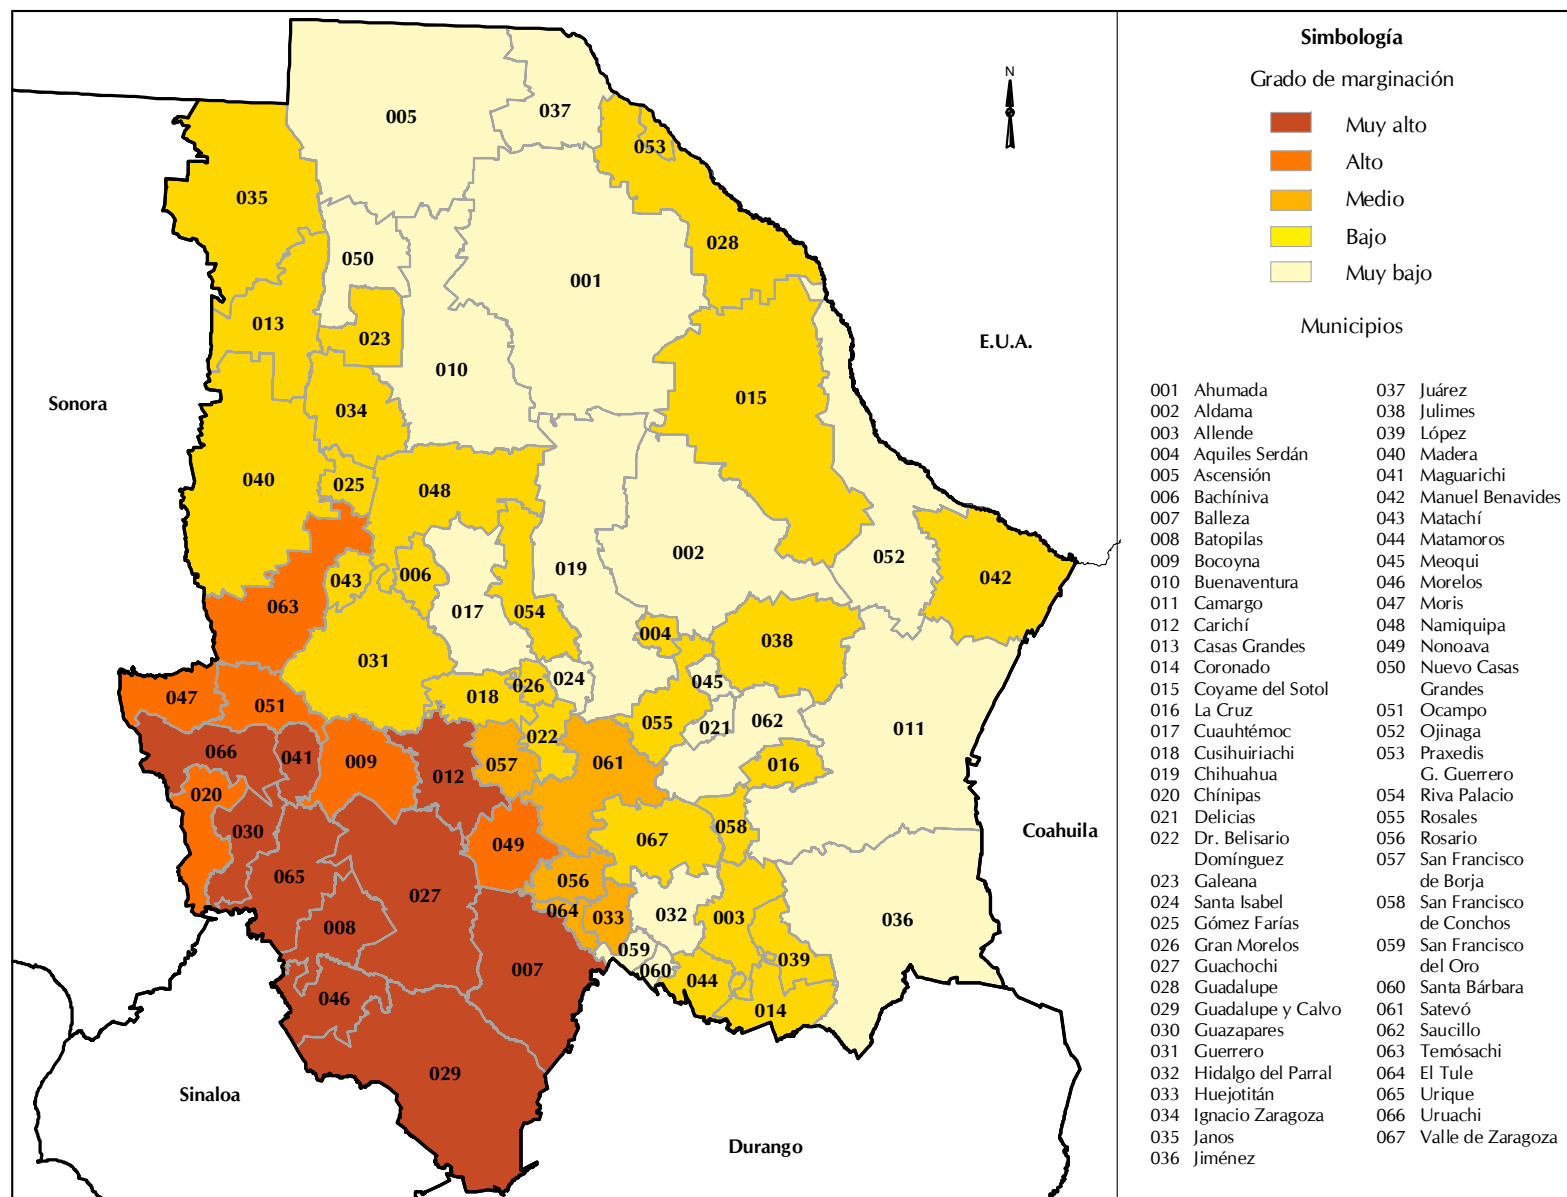 N
005
037
053
035
028
050
001
013
023
010
E.U.A.
015
Sonora
034
040
025
048
002
019
052
006
043
042
063
017
054
004
038
031
024
045
026
018
047
051
055
021
062
011
022
066
041
009
061
057
016
012
020
Coahuila
030
058
067
049
065
056
027
064
033
032
003
036
008
059
039
007
060
044
046
014
029
Sinaloa
Durango
Simbología
Grado de marginación
Muy alto
Alto
Medio
Bajo
Muy bajo
Municipios
001 Ahumada
002 Aldama
003 Allende
004 Aquiles Serdán
005 Ascensión
006 Bachíniva
007 Balleza
008 Batopilas
009 Bocoyna
010 Buenaventura
011 Camargo
012 Carichí
013 Casas Grandes
014 Coronado
015 Coyame del Sotol
016 La Cruz
017 Cuauhtémoc
018 Cusihuiriachi
019 Chihuahua
020 Chínipas
021 Delicias
022 Dr. Belisario
Domínguez
023 Galeana
024 Santa Isabel
025 Gómez Farías
026 Gran Morelos
027 Guachochi
028 Guadalupe
029 Guadalupe y Calvo
030 Guazapares
031 Guerrero
032 Hidalgo del Parral
033 Huejotitán
034 Ignacio Zaragoza
035 Janos
036 Jiménez
037 Juárez
038 Julimes
039 López
040 Madera
041 Maguarichi
042 Manuel Benavides
043 Matachí
044 Matamoros
045 Meoqui
046 Morelos
047 Moris
048 Namiquipa
049 Nonoava
050 Nuevo Casas
Grandes
051 Ocampo
052 Ojinaga
053 Praxedis
G. Guerrero
054 Riva Palacio
055 Rosales
056 Rosario
057 San Francisco
de Borja
058 San Francisco
de Conchos
059 San Francisco
del Oro
060 Santa Bárbara
061 Satevó
062 Saucillo
063 Temósachi
064 El Tule
065 Urique
066 Uruachi
067 Valle de Zaragoza